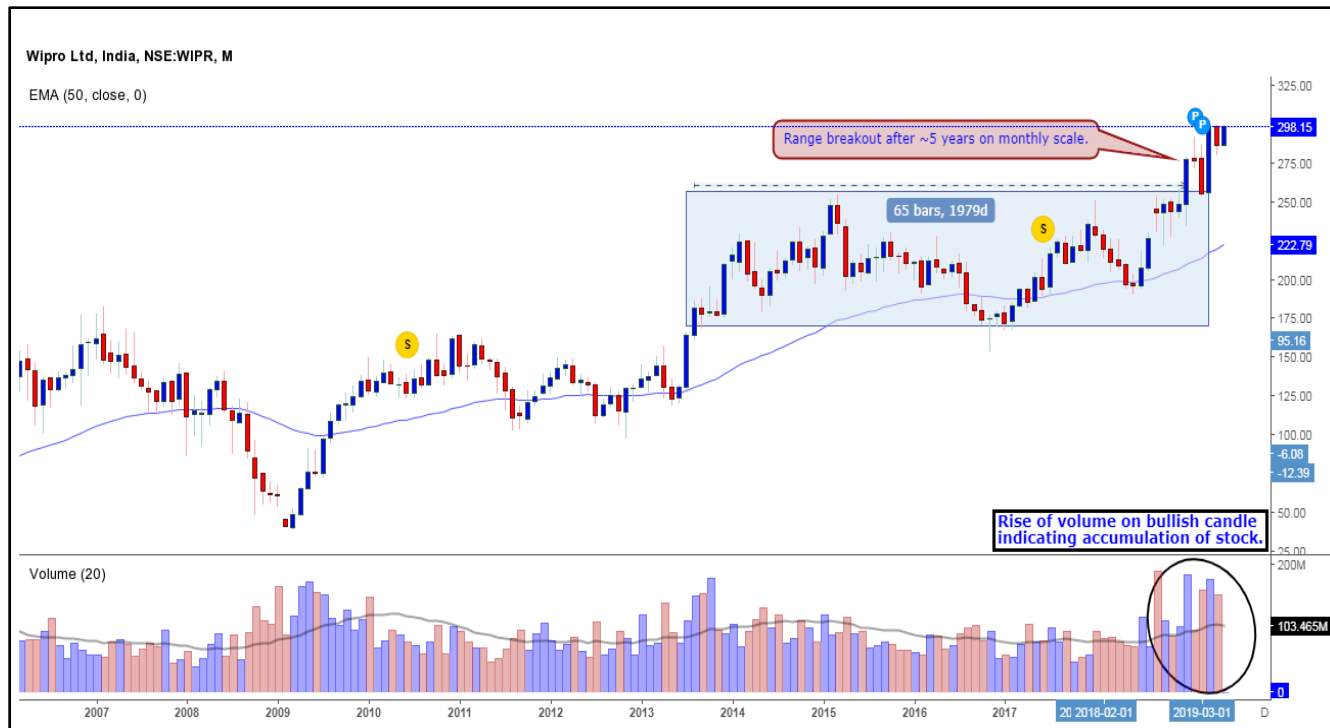 Wipro Ltd, India, NSE:WIPR, M
EMA (50, close, 0)
325.00
P
P
298.15
Range breakout after ~5 years on monthly scale.
275.00
250.00
65 bars, 1979d
S
222.79
200.00
175.00
95.16
S
150.00
125.00
100.00
-6.08
-12.39
50.00
Rise of volume on bullish candle
indicating accumulation of stock.
25.00
Volume (20)
200M
103.465M
0
2007
2008
2009
2010
2011
2012
2013
2014
2015
2016
2017
20
2018-02-01
2019-03-01
D